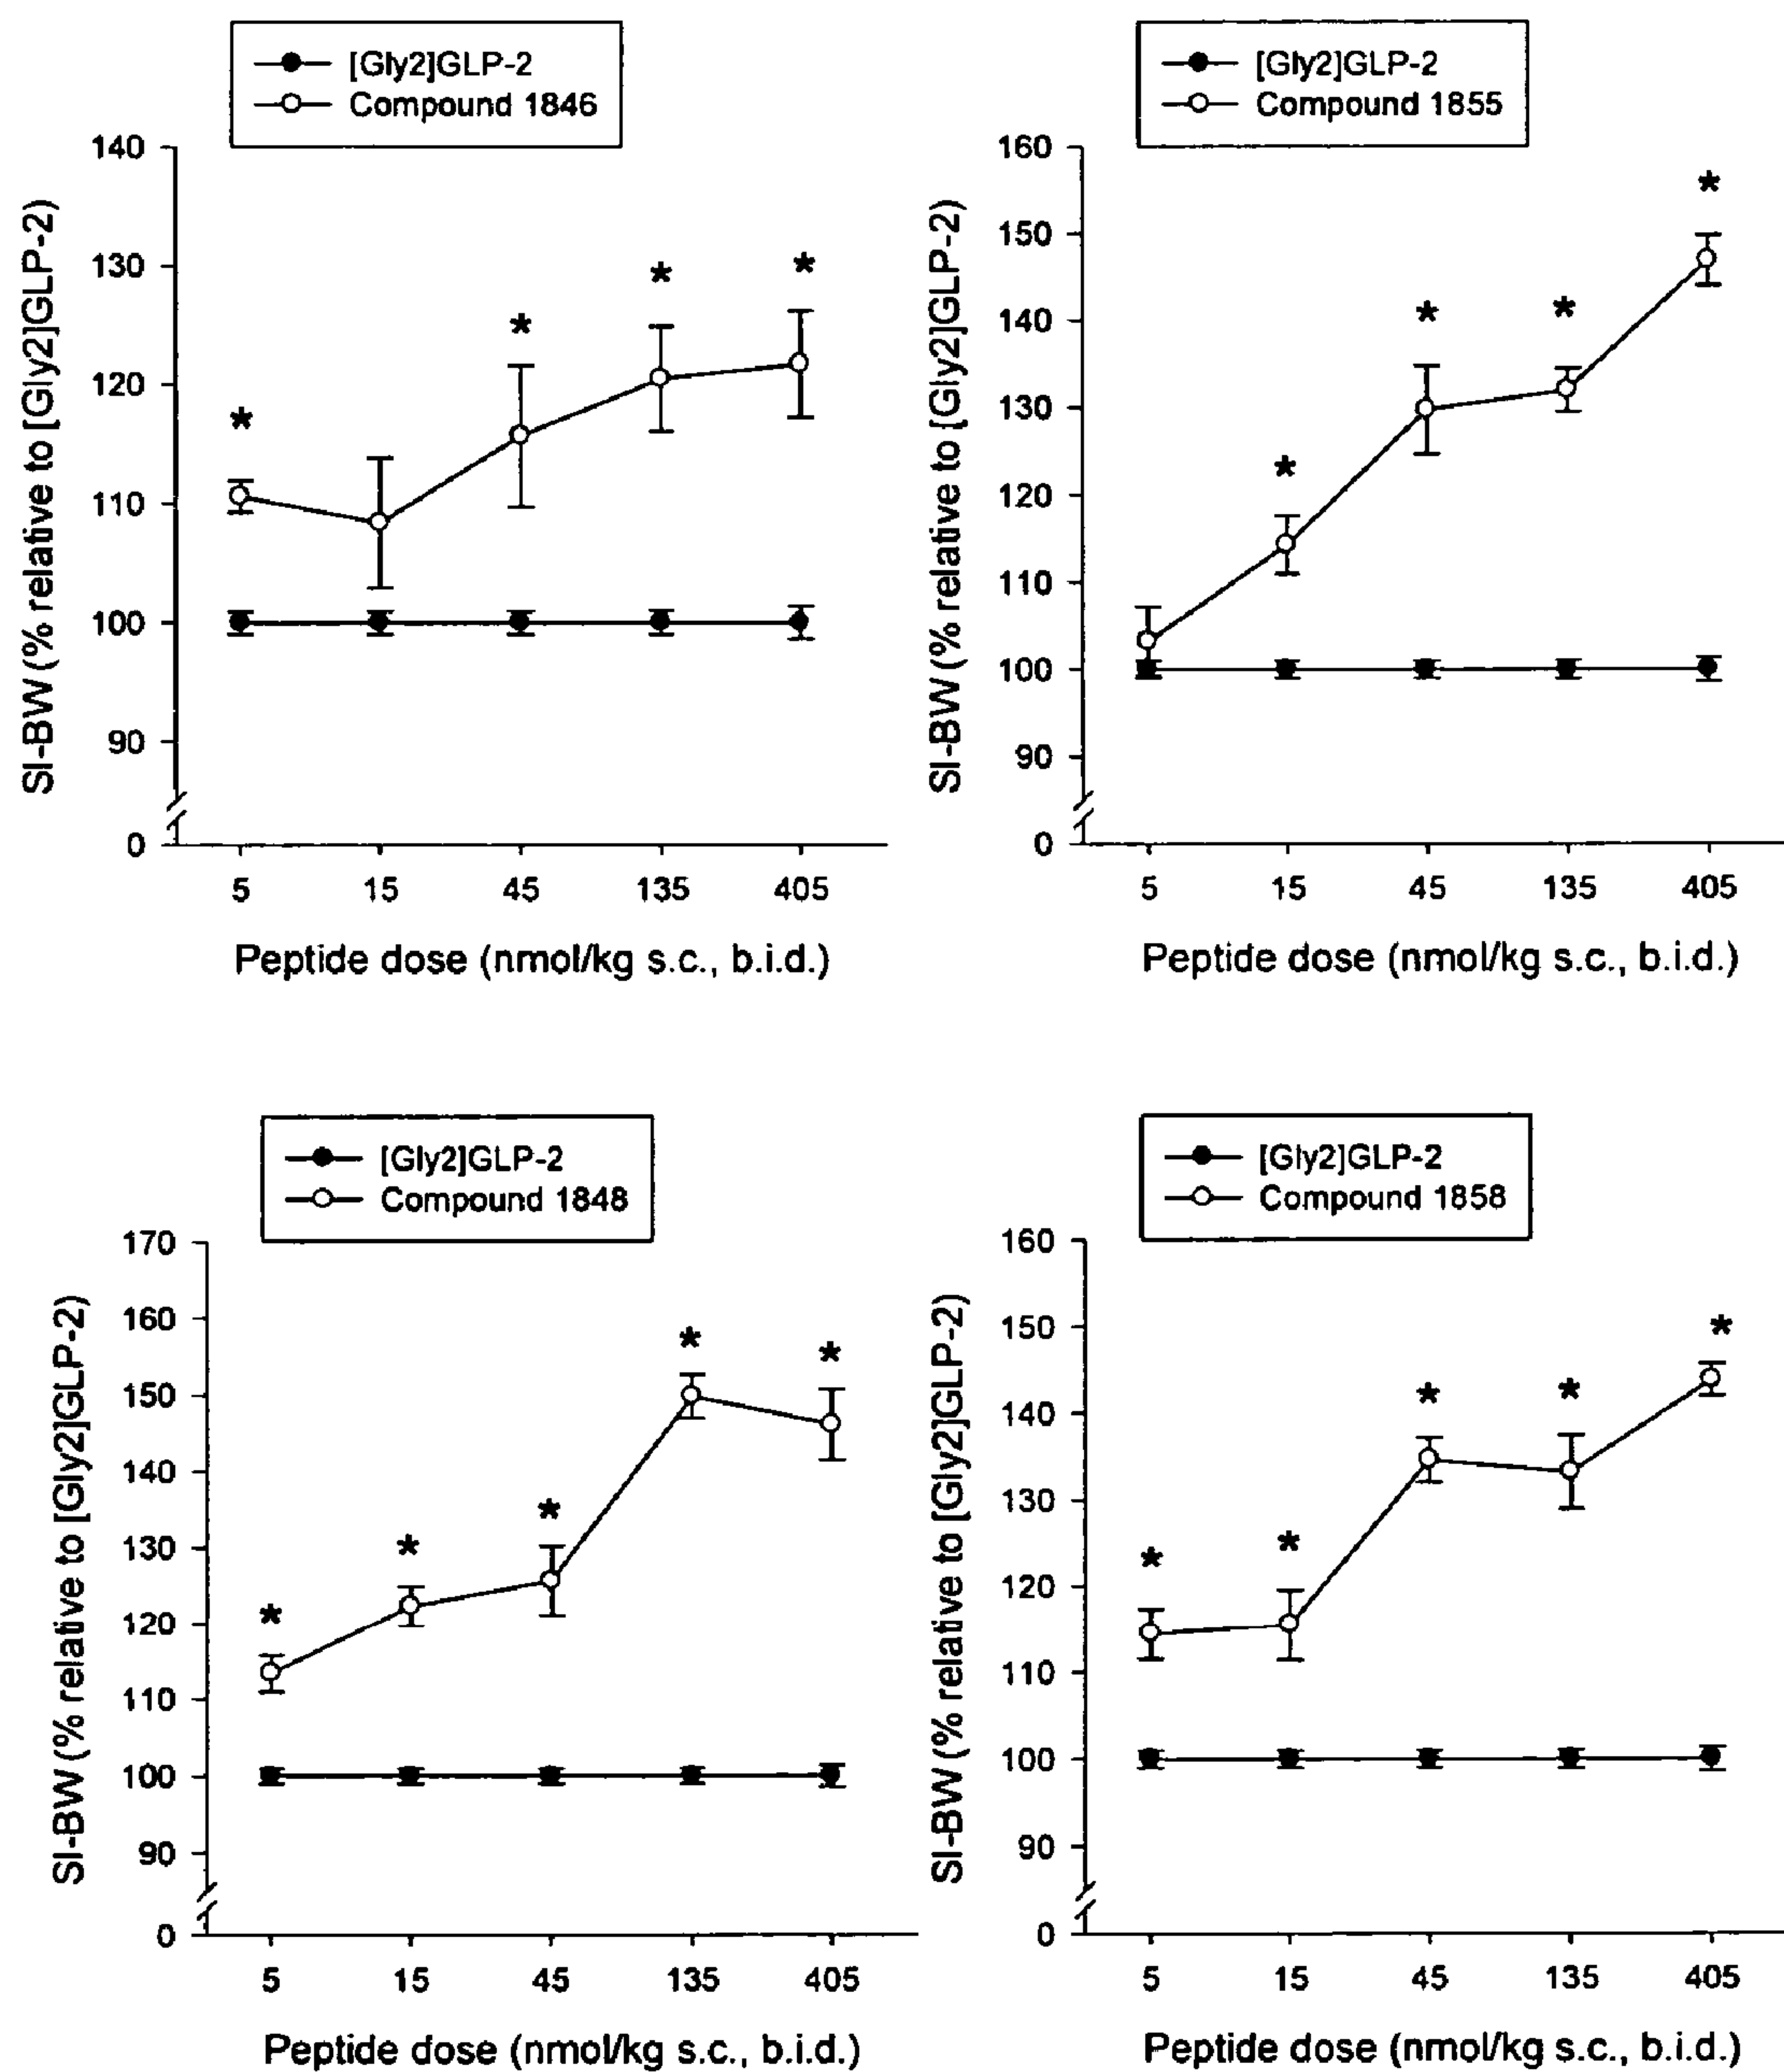 [Gly2]GLP-2
Compound 1846
SI-BW (% relative to [Gly2]GLP-2)
140
130
120
110
100
90
0
*
*
*
*
5 15 45 135 405
Peptide dose (nmol/kg s.c., b.i.d.)
[Gly2]GLP-2
Compound 1855
SI-BW (% relative to [Gly2]GLP-2)
160
150
140
130
120
110
100
90
0
*
*
*
*
5 15 45 135 405
Peptide dose (nmol/kg s.c., b.i.d.)
[Gly2]GLP-2
Compound 1848
SI-BW (% relative to [Gly2]GLP-2)
170
160
150
140
130
120
110
100
90
0
*
*
*
*
*
5 15 45 135 405
Peptide dose (nmol/kg s.c., b.i.d.)
[Gly2]GLP-2
Compound 1858
SI-BW (% relative to [Gly2]GLP-2)
160
150
140
130
120
110
100
90
0
*
*
*
*
*
5 15 45 135 405
Peptide dose (nmol/kg s.c., b.i.d.)